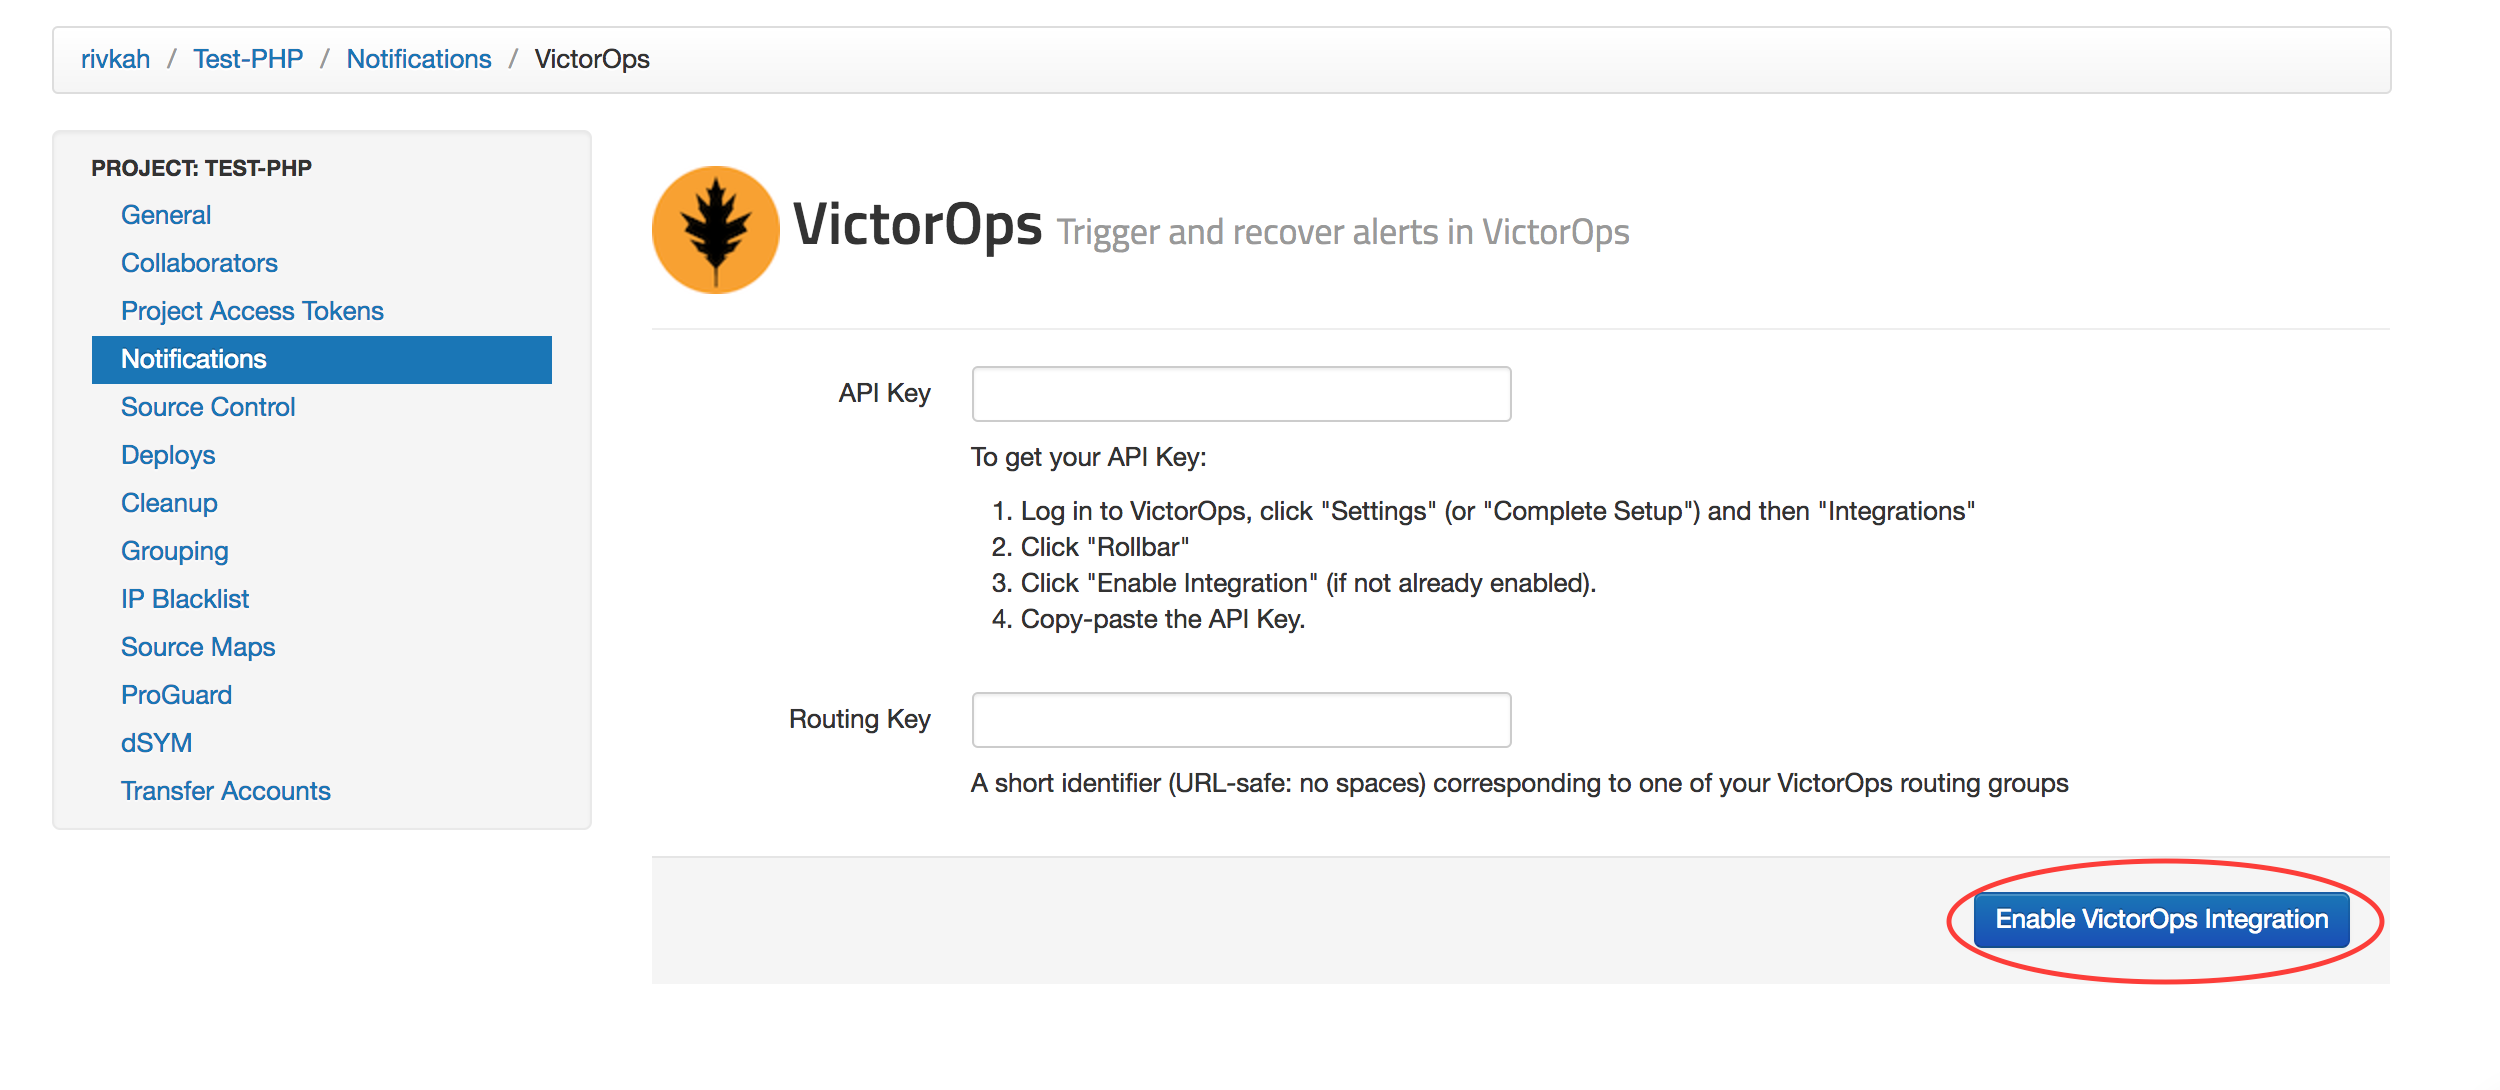 rivkah / Test-PHP / Notifications / VictorOps
PROJECT: TEST-PHP
General
Collaborators
Project Access Tokens
Notifications
Source Control
Deploys
Cleanup
Grouping
IP Blacklist
Source Maps
ProGuard
dSYM
Transfer Accounts
VictorOps Trigger and recover alerts in VictorOps
API Key
To get your API Key:
1. Log in to VictorOps, click "Settings" (or "Complete Setup") and then "Integrations"
2. Click "Rollbar"
3. Click "Enable Integration" (if not already enabled).
4. Copy-paste the API Key.
Routing Key
A short identifier (URL-safe: no spaces) corresponding to one of your VictorOps routing groups
Enable VictorOps Integration